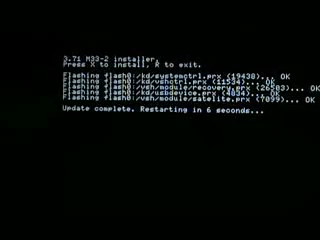 3.71 M33-2 installer.
Press X to install, R to exit.
Flashing flash0:/kd/systemctrl.prx (19438)... OK
Flashing flash0:/kd/vshctrl.prx (11534)... OK
Flashing flash0:/vsh/module/recovery.prx (26583)... OK
Flashing flash0:/kd/usbdevice.prx (4834)... OK
Flashing flash0:/vsh/module/satelite.prx (7099)... OK
Update complete. Restarting in 6 seconds...